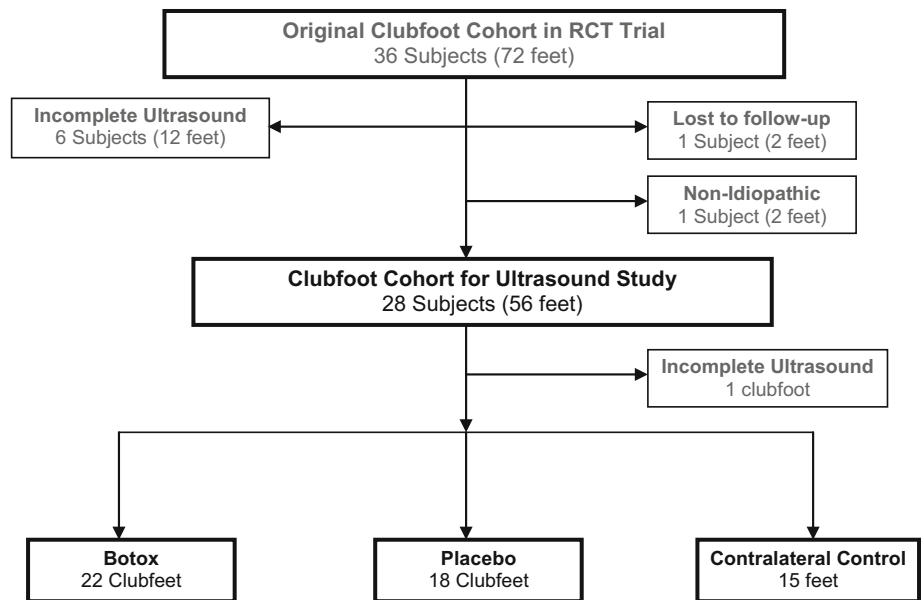 Original Clubfoot Cohort in RCT Trial
36 Subjects (72 feet)
Incomplete Ultrasound
6 Subjects (12 feet)
Lost to follow-up
1 Subject (2 feet)
Non-Idiopathic
1 Subject (2 feet)
Clubfoot Cohort for Ultrasound Study
28 Subjects (56 feet)
Incomplete Ultrasound
1 clubfoot
Botox
22 Clubfeet
Placebo
18 Clubfeet
Contralateral Control
15 feet